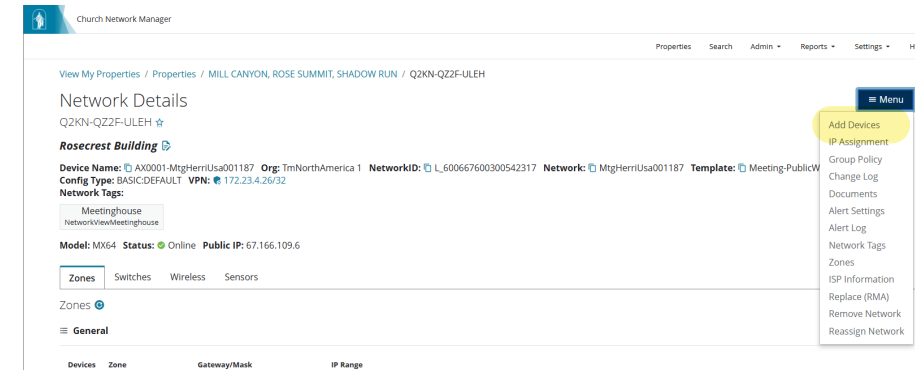 Church Network Manager
Properties Search Admin Reports Settings H
View My Properties / Properties / MILL CANYON, ROSE SUMMIT, SHADOW RUN / Q2KN-QZ2F-ULEH
Network Details
≡ Menu
Q2KN-QZ2F-ULEH
Rosecrest Building
Device Name: AX0001-MtgHerriUsa001187 Org: TmNorthAmerica 1 NetworkID: L_600667600300542317 Network: MtgHerriUsa001187 Template: Meeting-PublicW
Config Type: BASIC:DEFAULT VPN: 172.23.4.26/32
Network Tags:
Meetinghouse
NetworkViewMeetinghouse
Model: MX64 Status: Online Public IP: 67.166.109.6
Zones Switches Wireless Sensors
Zones
General
Devices Zone Gateway/Mask IP Range
Add Devices
IP Assignment
Group Policy
Change Log
Documents
Alert Settings
Alert Log
Network Tags
Zones
ISP Information
Replace (RMA)
Remove Network
Reassign Network